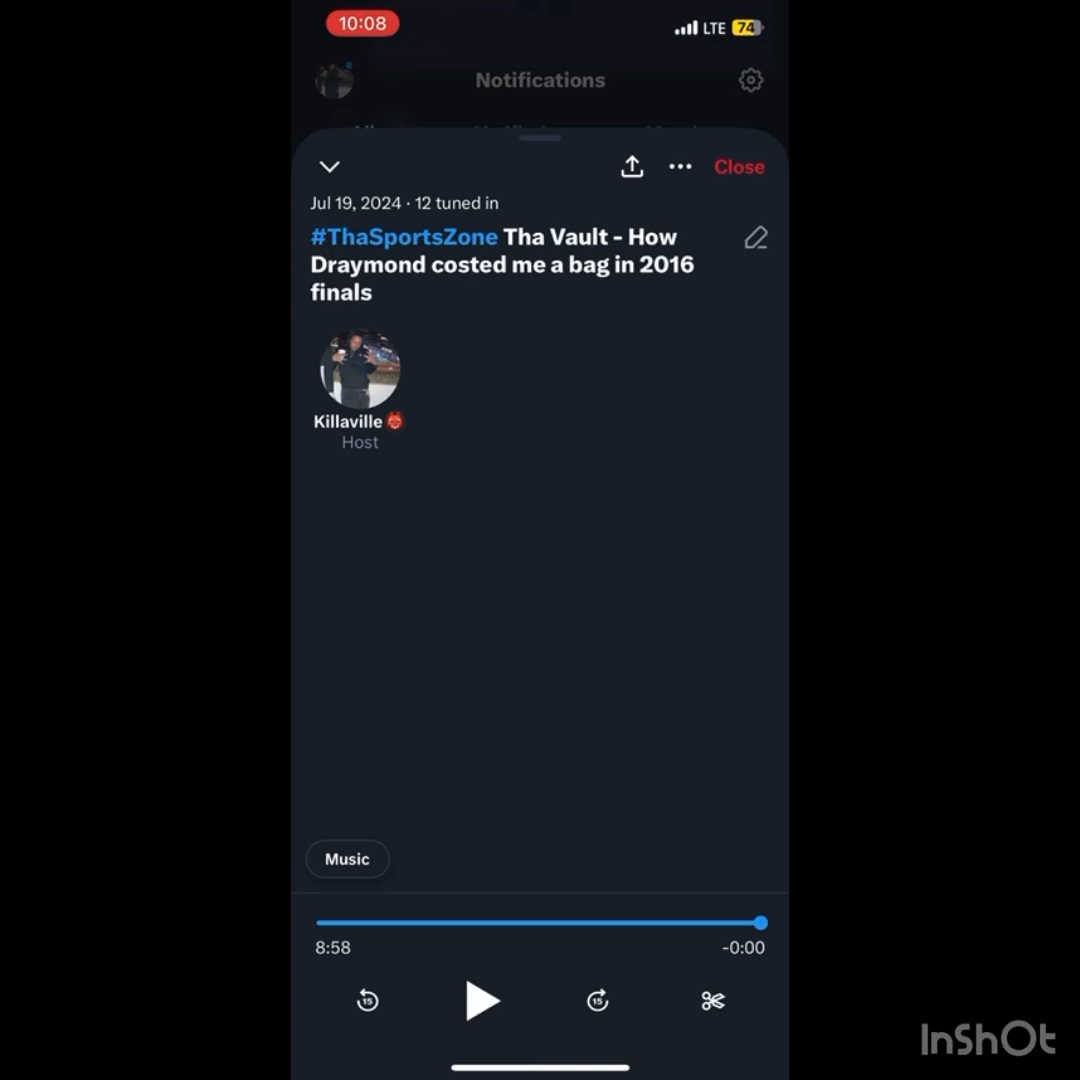 10:08
LTE 74
Notifications
Close
Jul 19, 2024 · 12 tuned in
#ThaSportsZone Tha Vault - How
Draymond costed me a bag in 2016
finals
Killaville 👹
Host
Music
8:58
-0:00
15
15
InShOt